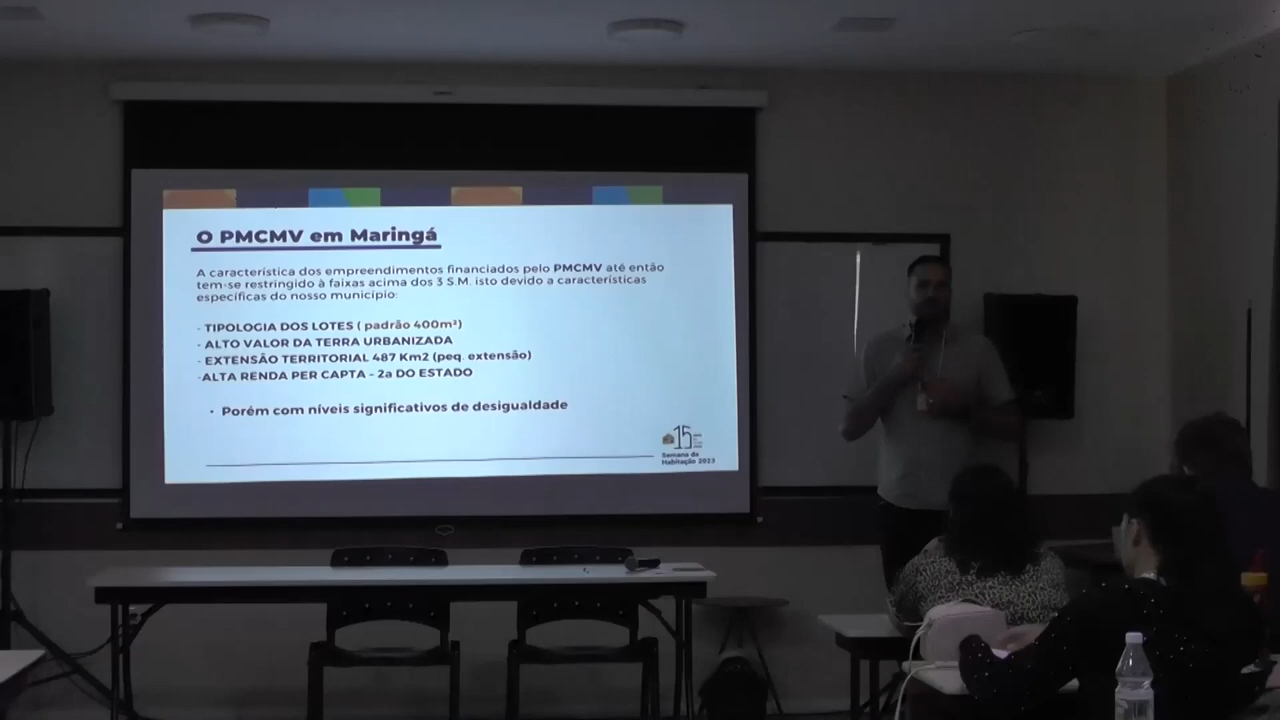 O PMCMV em Maringá
A característica dos empreendimentos financiados pelo PMCMV até então
tem-se restringido à faixas acima dos 3 S.M. isto devido a características
específicas do nosso município:
- TIPOLOGIA DOS LOTES ( padrão 400m²)
- ALTO VALOR DA TERRA URBANIZADA
- EXTENSÃO TERRITORIAL 487 Km2 (peq. extensão)
-ALTA RENDA PER CAPTA - 2a DO ESTADO
• Porém com níveis significativos de desigualdade
15
Semana da
Habitação 2023